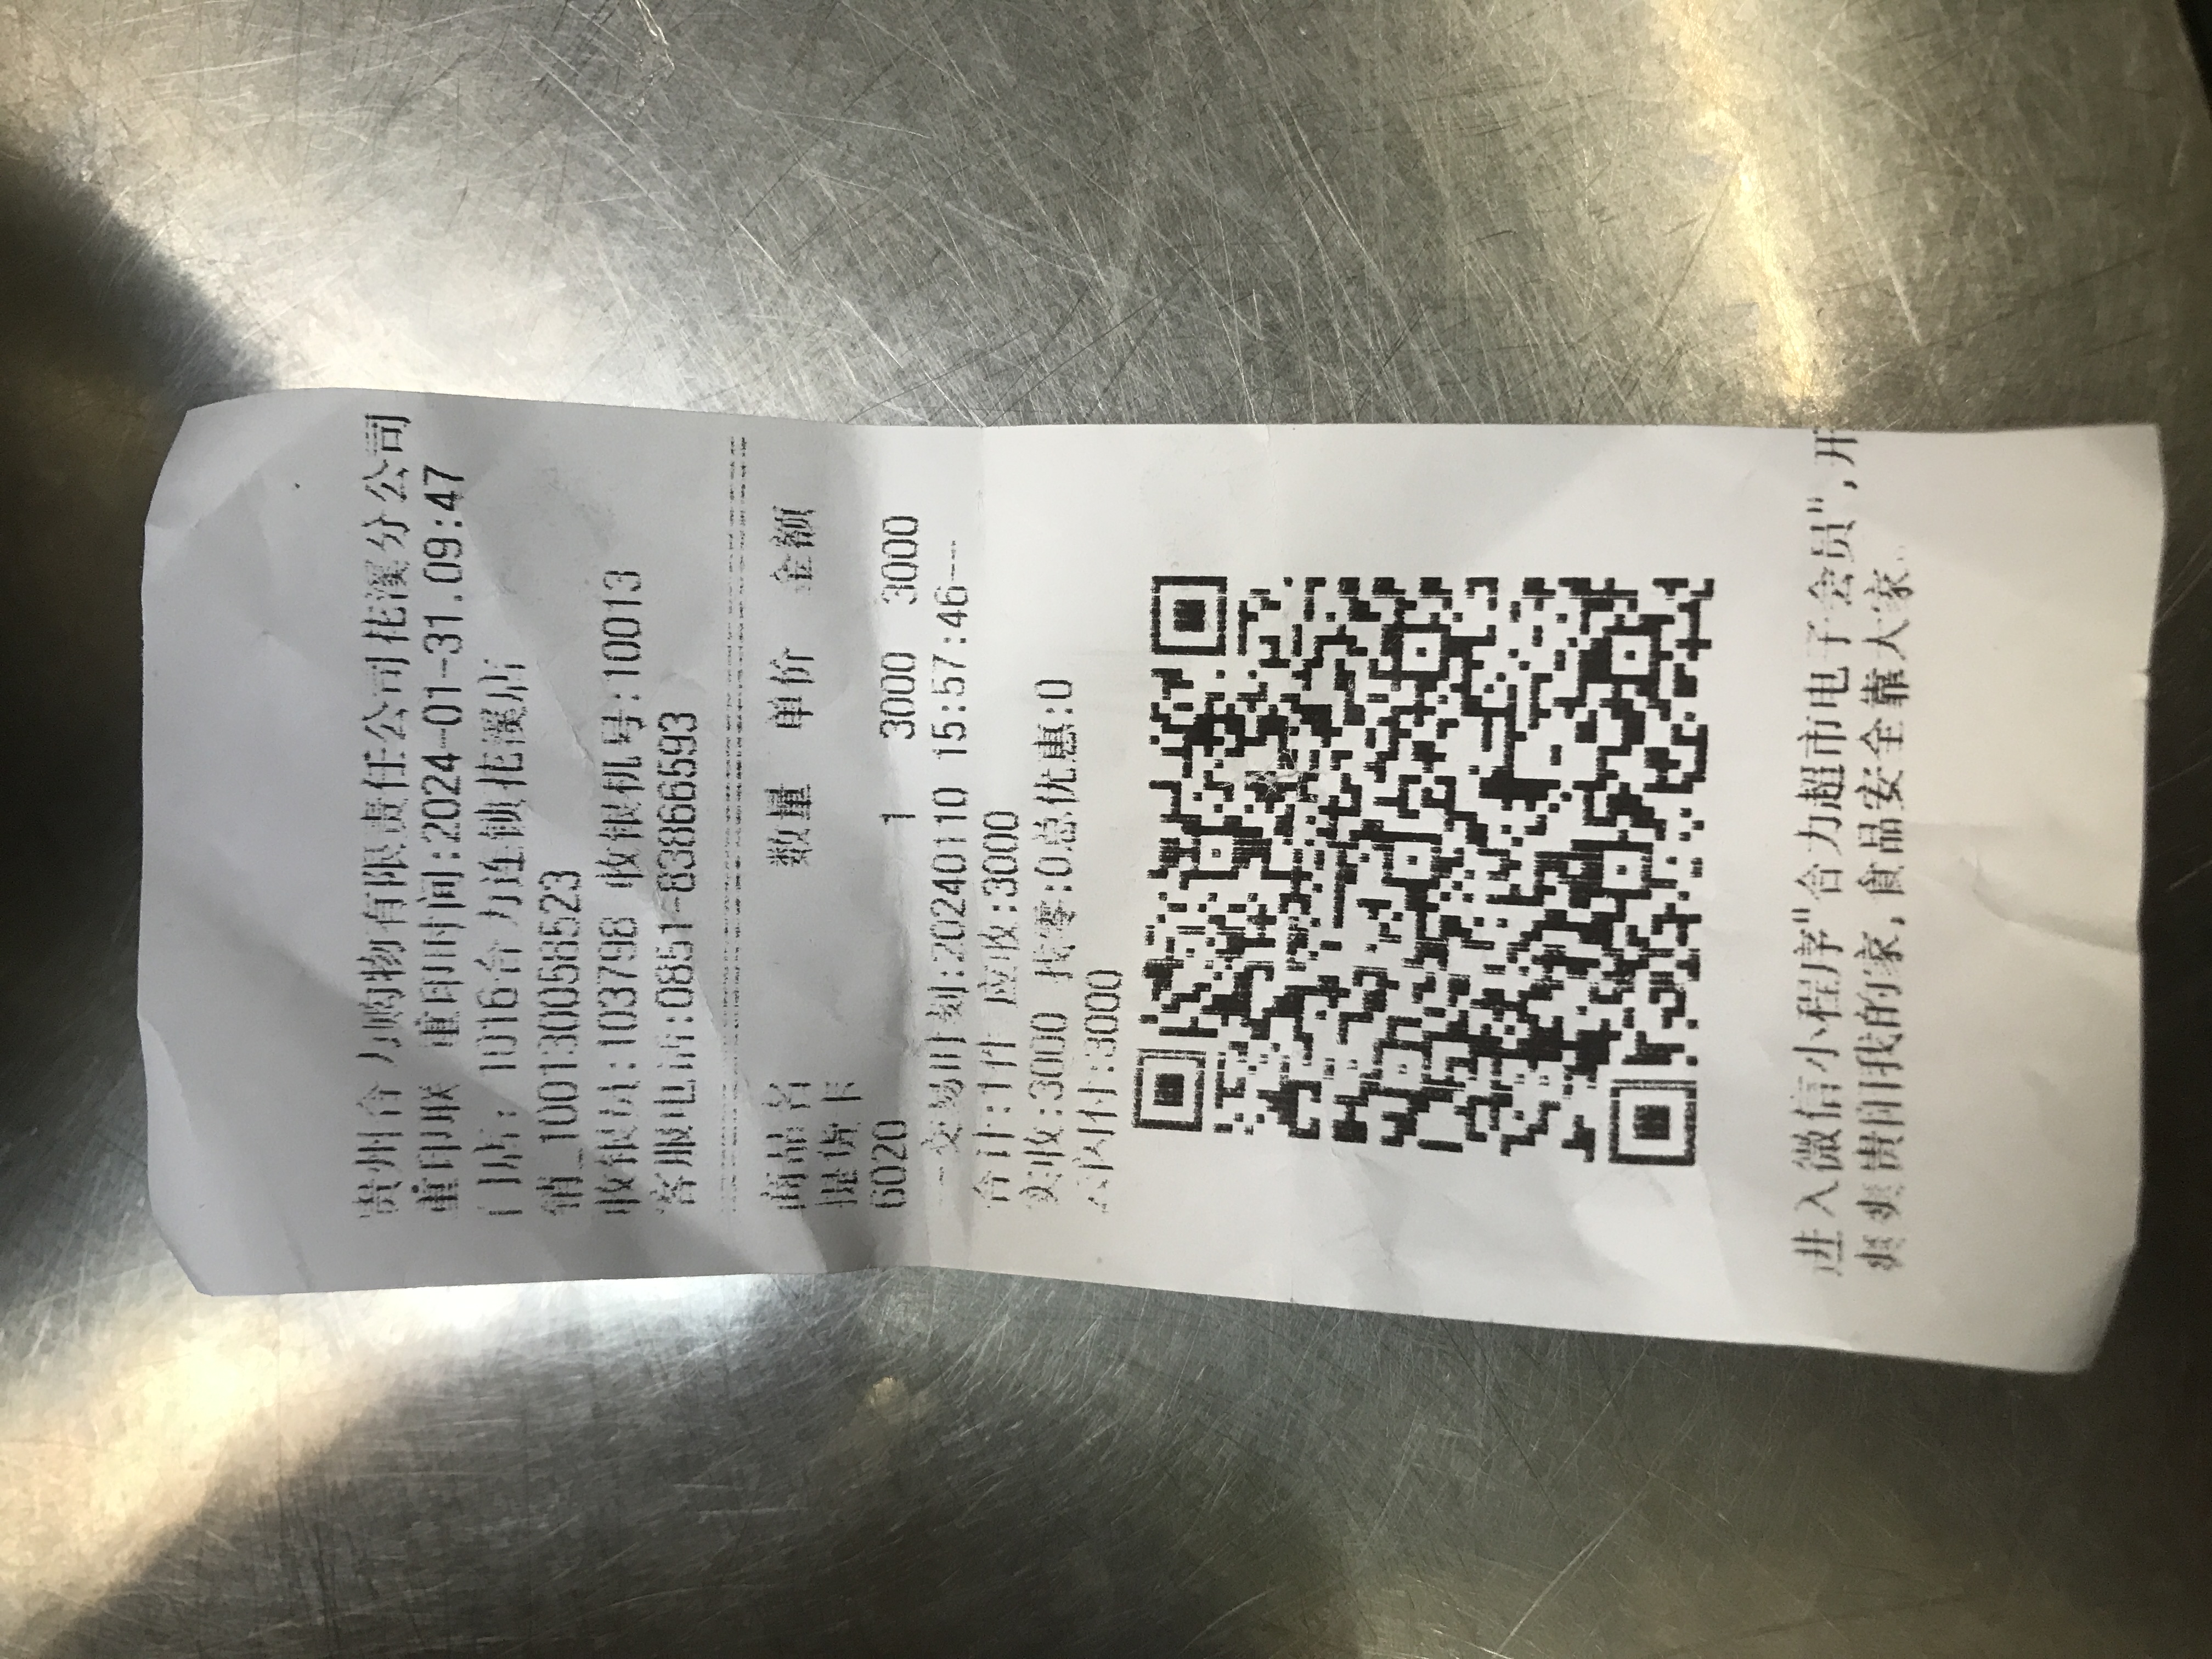 贵州合力购物有限责任公司花溪分公司
重印联 重印时间:2024-01-31.09:47
门店: 1016合力连锁花溪店
销_100130058523
收银员:103798 收银机号:10013
客服电话:0851-83866593
商品名 数量 单价 金额
提货卡
6020 1 3000 3000
--交易时刻:20240110 15:57:46--
合计:1件 应收:3000
实收:3000 找零:0总优惠:0
云闪付:3000
进入微信小程序"合力超市电子会员",开
爽爽贵阳我的家,食品安全靠大家.